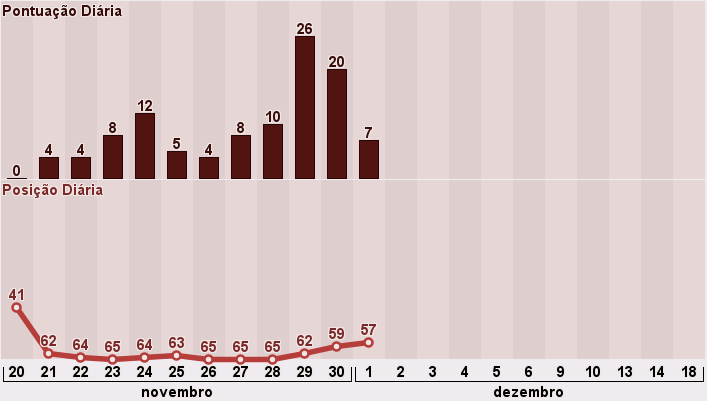 Pontuação Diária
0 4 4 8 12 5 4 8 10 26 20 7
Posição Diária
41 62 64 65 64 63 65 65 65 62 59 57
20 21 22 23 24 25 26 27 28 29 30 1 2 3 4 5 6 9 10 13 14 18
novembro dezembro